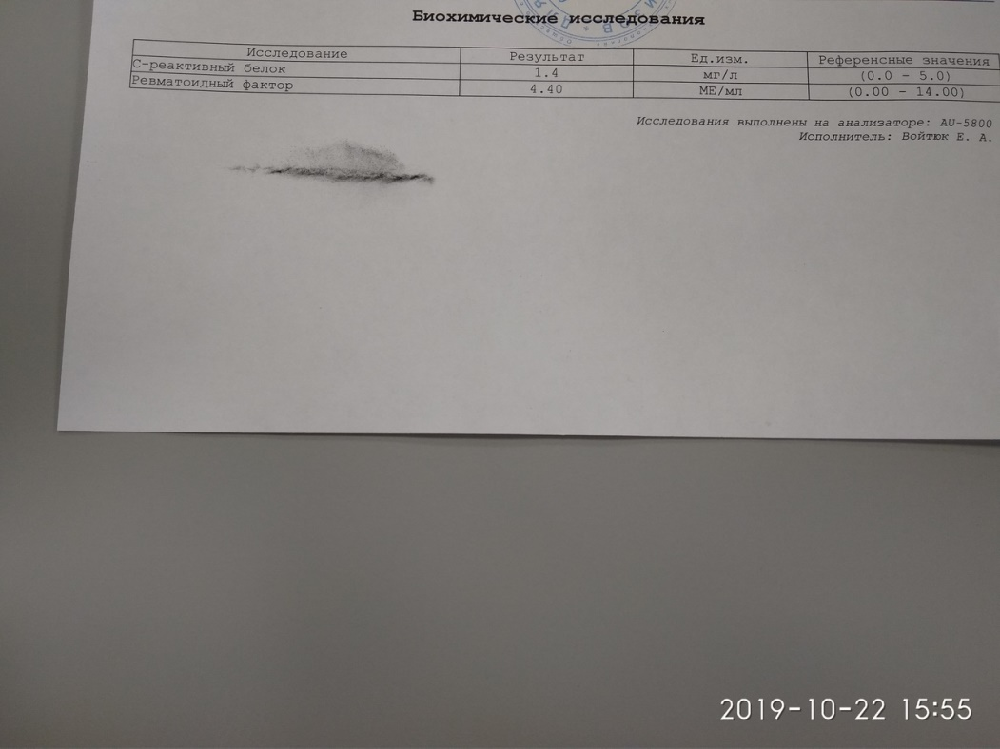 Биохимические исследования
Исследование Результат Ед.изм. Референсные значения
С-реактивный белок 1.4 мг/л (0.0 - 5.0)
Ревматоидный фактор 4.40 МЕ/мл (0.00 - 14.00)
Исследования выполнены на анализаторе: AU-5800
Исполнитель: Войтюк Е. А.
2019-10-22 15:55